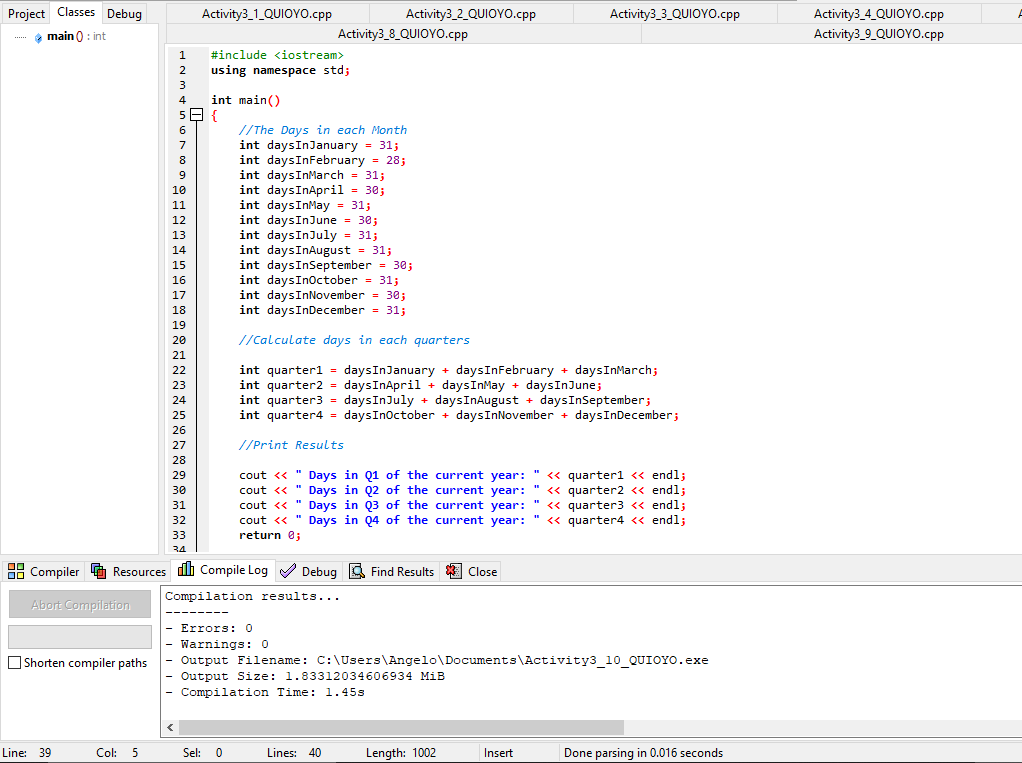 Project Classes Debug
main () : int
Activity3_1_QUIOYO.cpp Activity3_2_QUIOYO.cpp Activity3_3_QUIOYO.cpp Activity3_4_QUIOYO.cpp
Activity3_8_QUIOYO.cpp Activity3_9_QUIOYO.cpp
1 #include <iostream>
2 using namespace std;
3
4 int main()
5 {
6 //The Days in each Month
7 int daysInJanuary = 31;
8 int daysInFebruary = 28;
9 int daysInMarch = 31;
10 int daysInApril = 30;
11 int daysInMay = 31;
12 int daysInJune = 30;
13 int daysInJuly = 31;
14 int daysInAugust = 31;
15 int daysInSeptember = 30;
16 int daysInOctober = 31;
17 int daysInNovember = 30;
18 int daysInDecember = 31;
19
20 //Calculate days in each quarters
21
22 int quarter1 = daysInJanuary + daysInFebruary + daysInMarch;
23 int quarter2 = daysInApril + daysInMay + daysInJune;
24 int quarter3 = daysInJuly + daysInAugust + daysInSeptember;
25 int quarter4 = daysInOctober + daysInNovember + daysInDecember;
26
27 //Print Results
28
29 cout << " Days in Q1 of the current year: " << quarter1 << endl;
30 cout << " Days in Q2 of the current year: " << quarter2 << endl;
31 cout << " Days in Q3 of the current year: " << quarter3 << endl;
32 cout << " Days in Q4 of the current year: " << quarter4 << endl;
33 return 0;
34
Compiler Resources Compile Log Debug Find Results Close
Abort Compilation
Shorten compiler paths
Compilation results...
--------
- Errors: 0
- Warnings: 0
- Output Filename: C:\Users\Angelo\Documents\Activity3_10_QUIOYO.exe
- Output Size: 1.83312034606934 MiB
- Compilation Time: 1.45s
Line: 39 Col: 5 Sel: 0 Lines: 40 Length: 1002 Insert Done parsing in 0.016 seconds